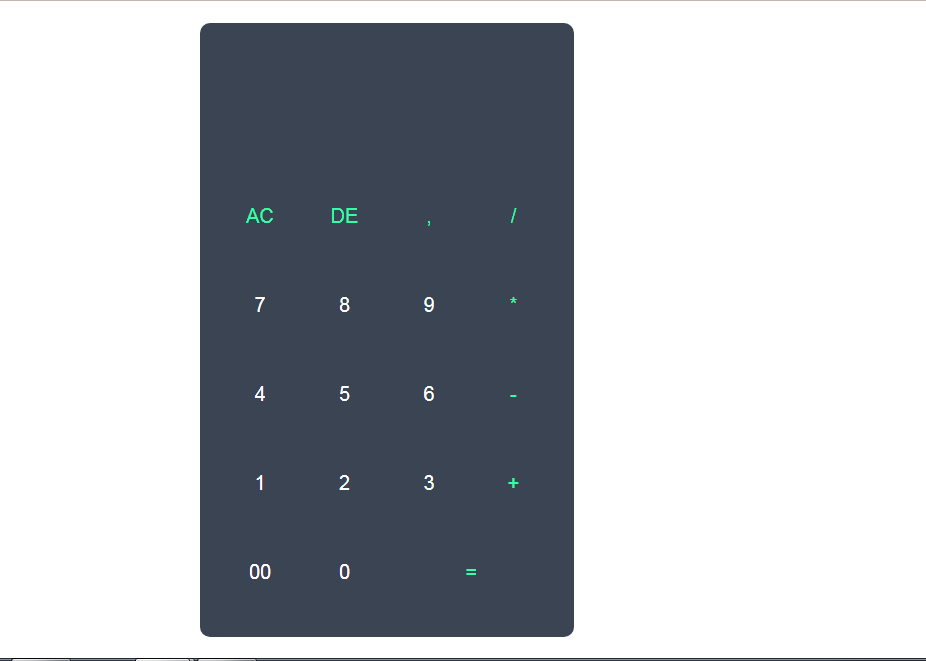 AC DE , /
7 8 9 *
4 5 6 -
1 2 3 +
00 0 =